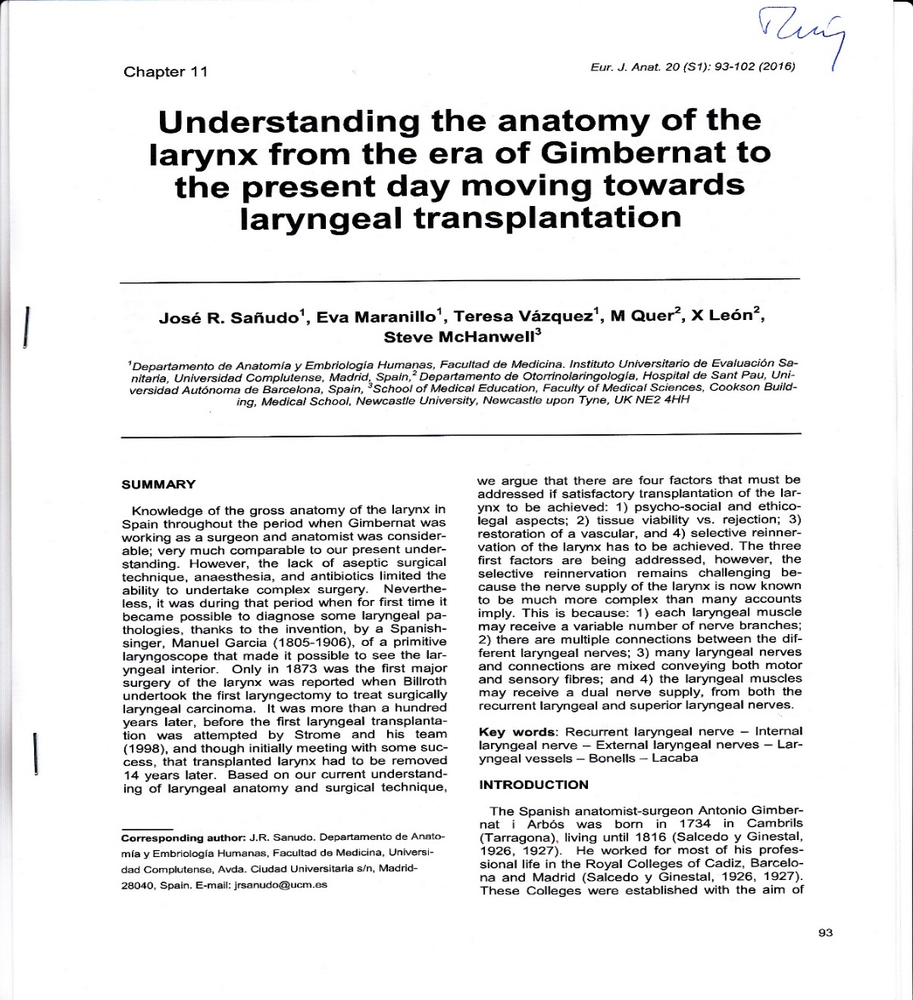 Chapter 11
Eur. J. Anat. 20 (S1): 93-102 (2016)
Understanding the anatomy of the
larynx from the era of Gimbernat to
the present day moving towards
laryngeal transplantation
José R. Sañudo1, Eva Maranillo1, Teresa Vázquez1, M Quer2, X León2,
Steve McHanwell3
1Departamento de Anatomía y Embriología Humanas, Facultad de Medicina. Instituto Universitario de Evaluación Sa-
nitaria, Universidad Complutense, Madrid, Spain,2 Departamento de Otorrinolaringología, Hospital de Sant Pau, Uni-
versidad Autónoma de Barcelona, Spain, 3School of Medical Education, Faculty of Medical Sciences, Cookson Build-
ing, Medical School, Newcastle University, Newcastle upon Tyne, UK NE2 4HH
SUMMARY
Knowledge of the gross anatomy of the larynx in
Spain throughout the period when Gimbernat was
working as a surgeon and anatomist was consider-
able; very much comparable to our present under-
standing. However, the lack of aseptic surgical
technique, anaesthesia, and antibiotics limited the
ability to undertake complex surgery. Neverthe-
less, it was during that period when for first time it
became possible to diagnose some laryngeal pa-
thologies, thanks to the invention, by a Spanish-
singer, Manuel Garcia (1805-1906), of a primitive
laryngoscope that made it possible to see the lar-
yngeal interior. Only in 1873 was the first major
surgery of the larynx was reported when Billroth
undertook the first laryngectomy to treat surgically
laryngeal carcinoma. It was more than a hundred
years later, before the first laryngeal transplanta-
tion was attempted by Strome and his team
(1998), and though initially meeting with some suc-
cess, that transplanted larynx had to be removed
14 years later. Based on our current understand-
ing of laryngeal anatomy and surgical technique,
Corresponding author: J.R. Sanudo. Departamento de Anato-
mía y Embriología Humanas, Facultad de Medicina, Universi-
dad Complutense, Avda. Ciudad Universitaria s/n, Madrid-
28040, Spain. E-mail: jrsanudo@ucm.es
we argue that there are four factors that must be
addressed if satisfactory transplantation of the lar-
ynx to be achieved: 1) psycho-social and ethico-
legal aspects; 2) tissue viability vs. rejection; 3)
restoration of a vascular, and 4) selective reinner-
vation of the larynx has to be achieved. The three
first factors are being addressed, however, the
selective reinnervation remains challenging be-
cause the nerve supply of the larynx is now known
to be much more complex than many accounts
imply. This is because: 1) each laryngeal muscle
may receive a variable number of nerve branches;
2) there are multiple connections between the dif-
ferent laryngeal nerves; 3) many laryngeal nerves
and connections are mixed conveying both motor
and sensory fibres; and 4) the laryngeal muscles
may receive a dual nerve supply, from both the
recurrent laryngeal and superior laryngeal nerves.
Key words: Recurrent laryngeal nerve – Internal
laryngeal nerve – External laryngeal nerves – Lar-
yngeal vessels – Bonells – Lacaba
INTRODUCTION
The Spanish anatomist-surgeon Antonio Gimber-
nat i Arbós was born in 1734 in Cambrils
(Tarragona), living until 1816 (Salcedo y Ginestal,
1926, 1927). He worked for most of his profes-
sional life in the Royal Colleges of Cadiz, Barcelo-
na and Madrid (Salcedo y Ginestal, 1926, 1927).
These Colleges were established with the aim of
93